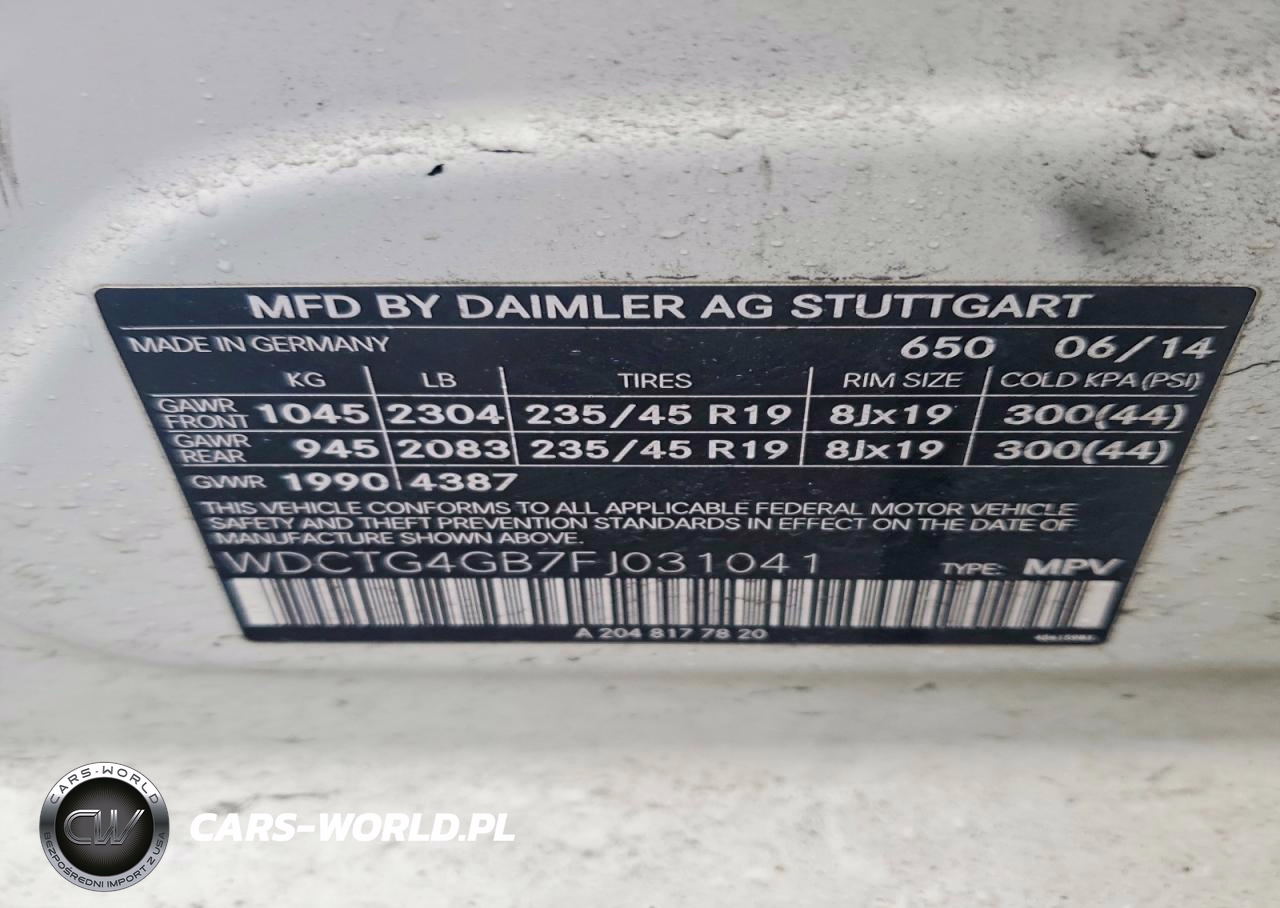 MFD BY DAIMLER AG STUTTGART
MADE IN GERMANY 650 06/14
KG LB TIRES RIM SIZE COLD KPA (PSI)
GAWR FRONT 1045 2304 235/45 R19 8Jx19 300(44)
GAWR REAR 945 2083 235/45 R19 8Jx19 300(44)
GVWR 1990 4387
THIS VEHICLE CONFORMS TO ALL APPLICABLE FEDERAL MOTOR VEHICLE
SAFETY AND THEFT PREVENTION STANDARDS IN EFFECT ON THE DATE OF
MANUFACTURE SHOWN ABOVE.
WDCTG4GB7FJ031041 TYPE: MPV
A 204 817 78 20
CARS-WORLD
CW
BEZPOŚREDNI IMPORT Z USA
CARS-WORLD.PL